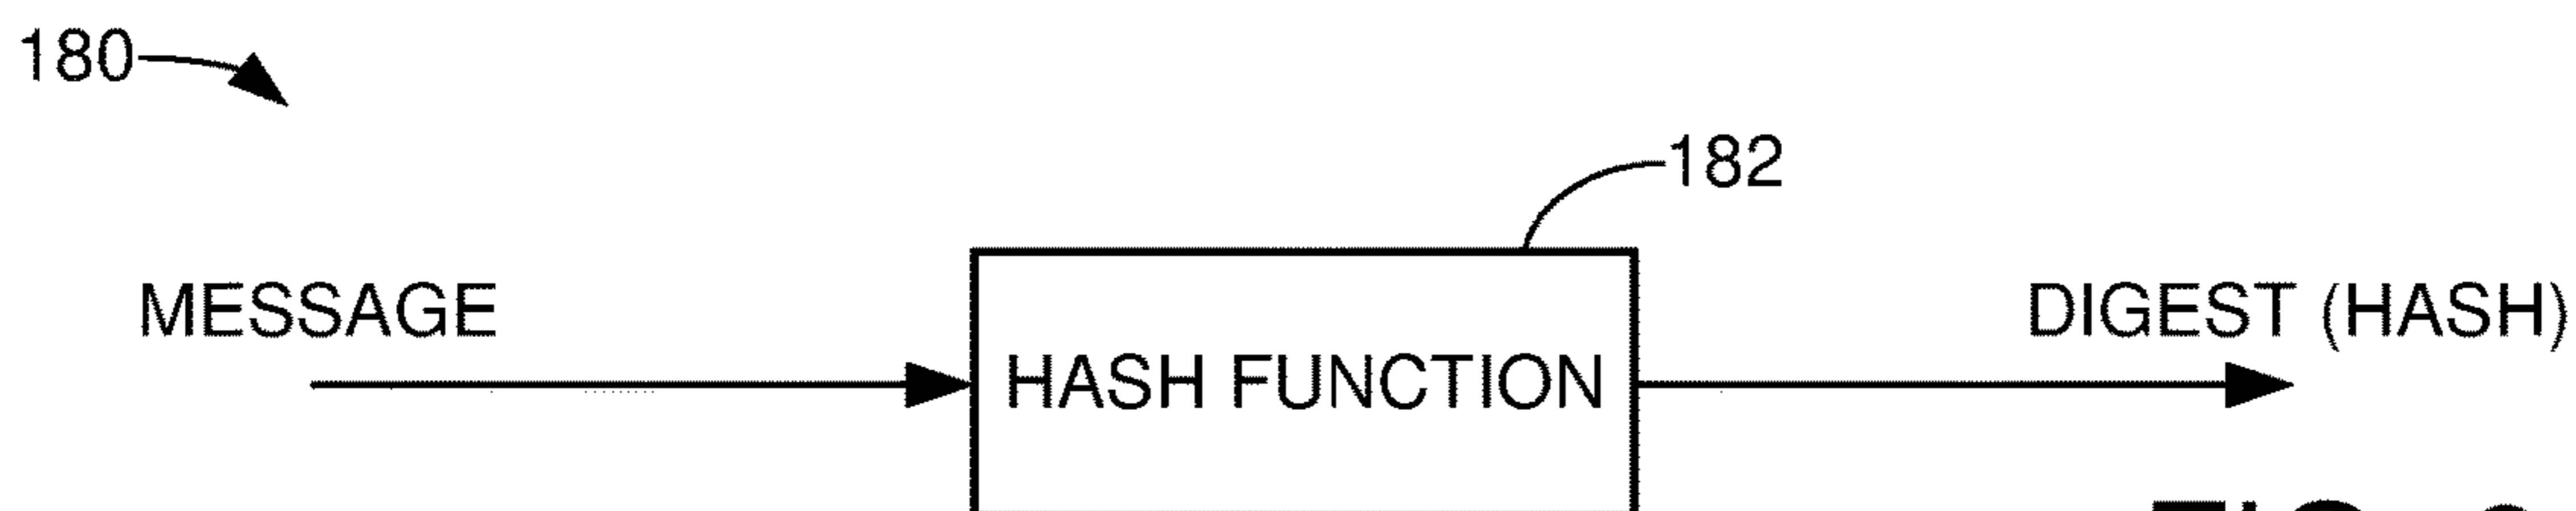 180
182
MESSAGE
DIGEST (HASH)
HASH FUNCTION